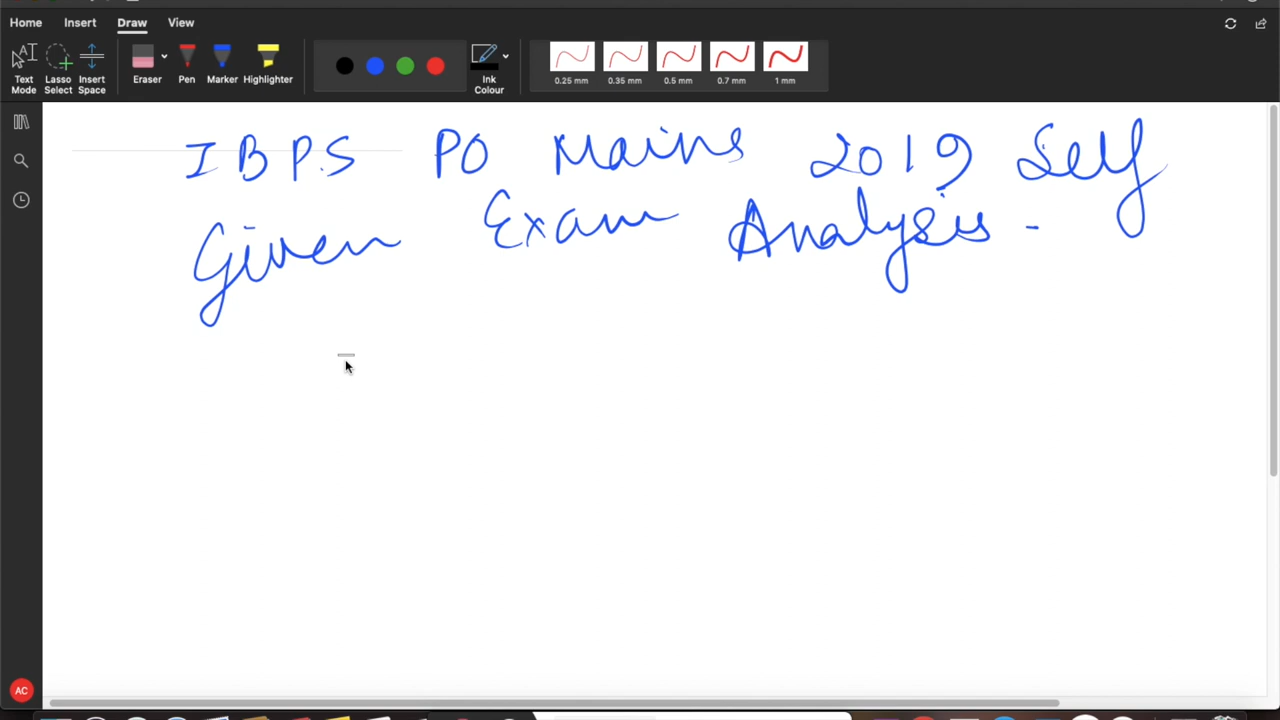 Home Insert Draw View
Text Mode
Lasso Select
Insert Space
Eraser
Pen
Marker
Highlighter
Ink Colour
0.25 mm
0.35 mm
0.5 mm
0.7 mm
1 mm
IBPS PO Mains 2019 Self
Given Exam Analysis -
AC